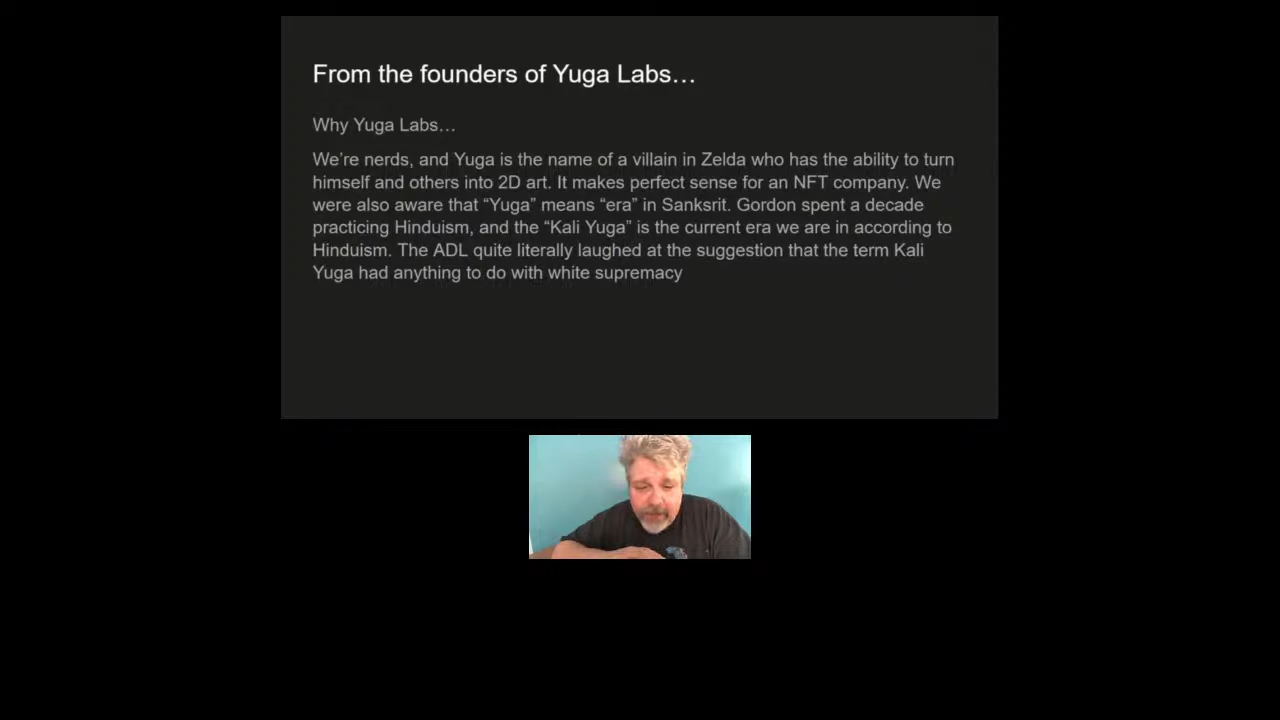 From the founders of Yuga Labs…
Why Yuga Labs…
We’re nerds, and Yuga is the name of a villain in Zelda who has the ability to turn
himself and others into 2D art. It makes perfect sense for an NFT company. We
were also aware that “Yuga” means “era” in Sanksrit. Gordon spent a decade
practicing Hinduism, and the “Kali Yuga” is the current era we are in according to
Hinduism. The ADL quite literally laughed at the suggestion that the term Kali
Yuga had anything to do with white supremacy